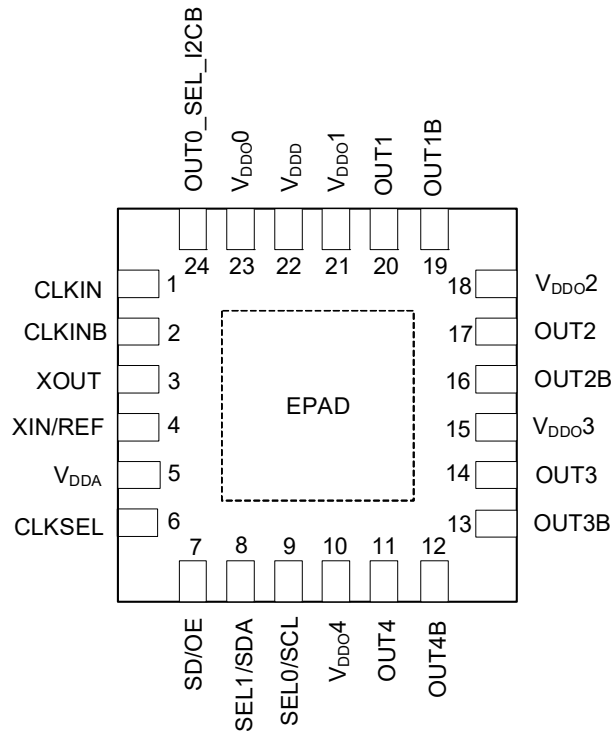 OUT0_SEL_I2CB
VDDO0
VDDD
VDDO1
OUT1
OUT1B
24
23
22
21
20
19
CLKIN
1
CLKINB
2
XOUT
3
XIN/REF
4
VDDA
5
CLKSEL
6
EPAD
18
VDDO2
17
OUT2
16
OUT2B
15
VDDO3
14
OUT3
13
OUT3B
7
8
9
10
11
12
SD/OE
SEL1/SDA
SEL0/SCL
VDDO4
OUT4
OUT4B